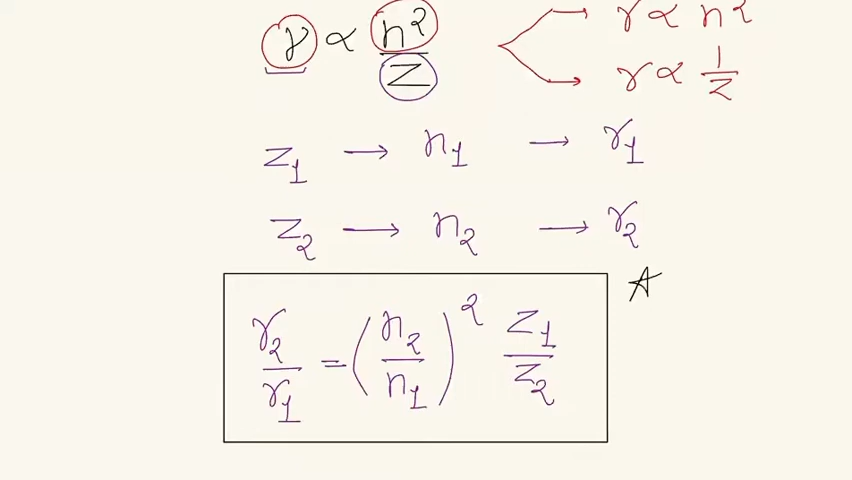 r ∝ n²/Z → r ∝ n²
→ r ∝ 1/Z
Z₁ → n₁ → r₁
Z₂ → n₂ → r₂
r₂/r₁ = (n₂/n₁)² Z₁/Z₂